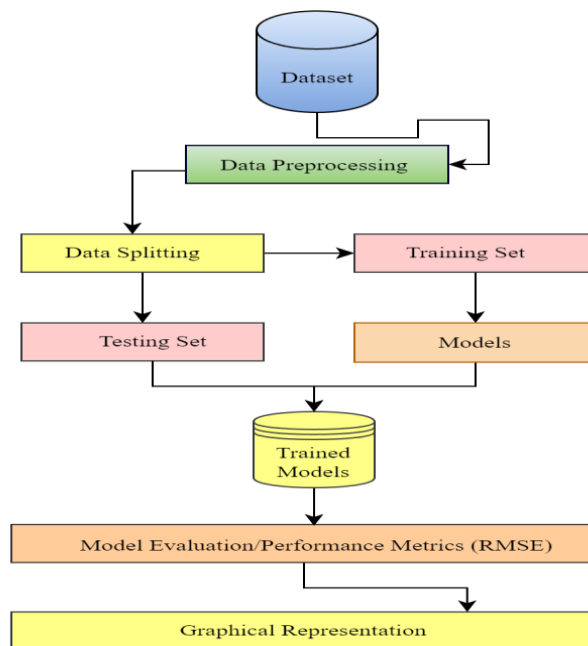 Dataset
Data Preprocessing
Data Splitting
Training Set
Testing Set
Models
Trained
Models
Model Evaluation/Performance Metrics (RMSE)
Graphical Representation